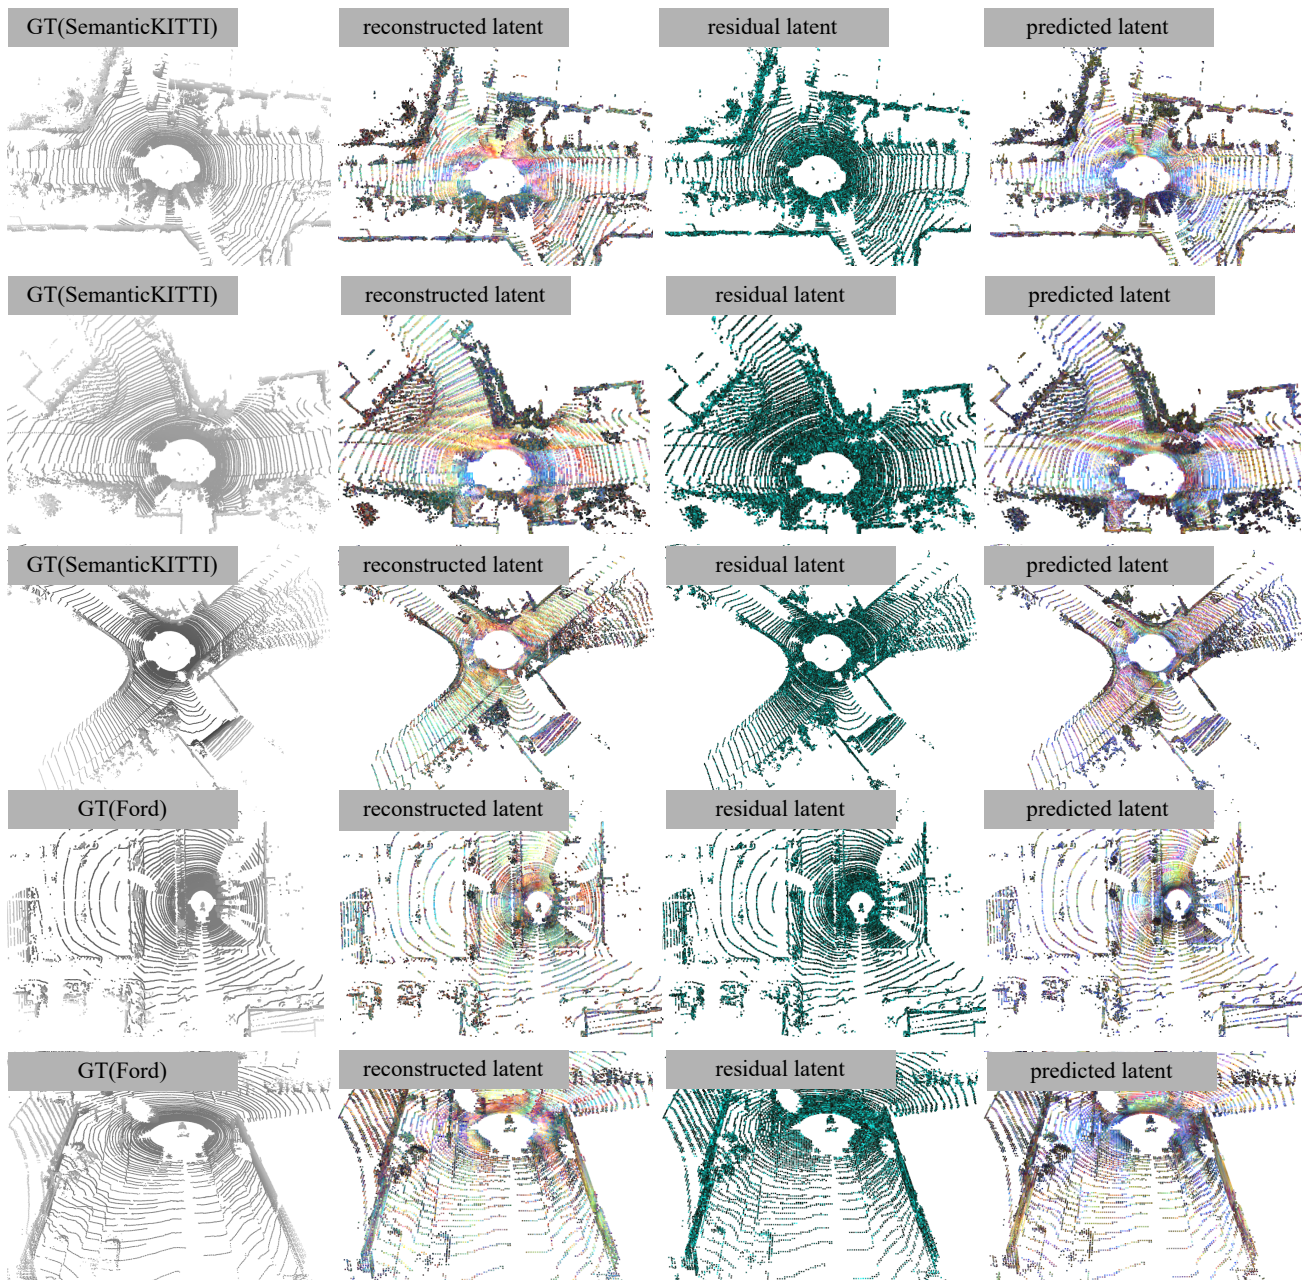 GT(SemanticKITTI)
reconstructed latent
residual latent
predicted latent
GT(SemanticKITTI)
reconstructed latent
residual latent
predicted latent
GT(SemanticKITTI)
reconstructed latent
residual latent
predicted latent
GT(Ford)
reconstructed latent
residual latent
predicted latent
GT(Ford)
reconstructed latent
residual latent
predicted latent